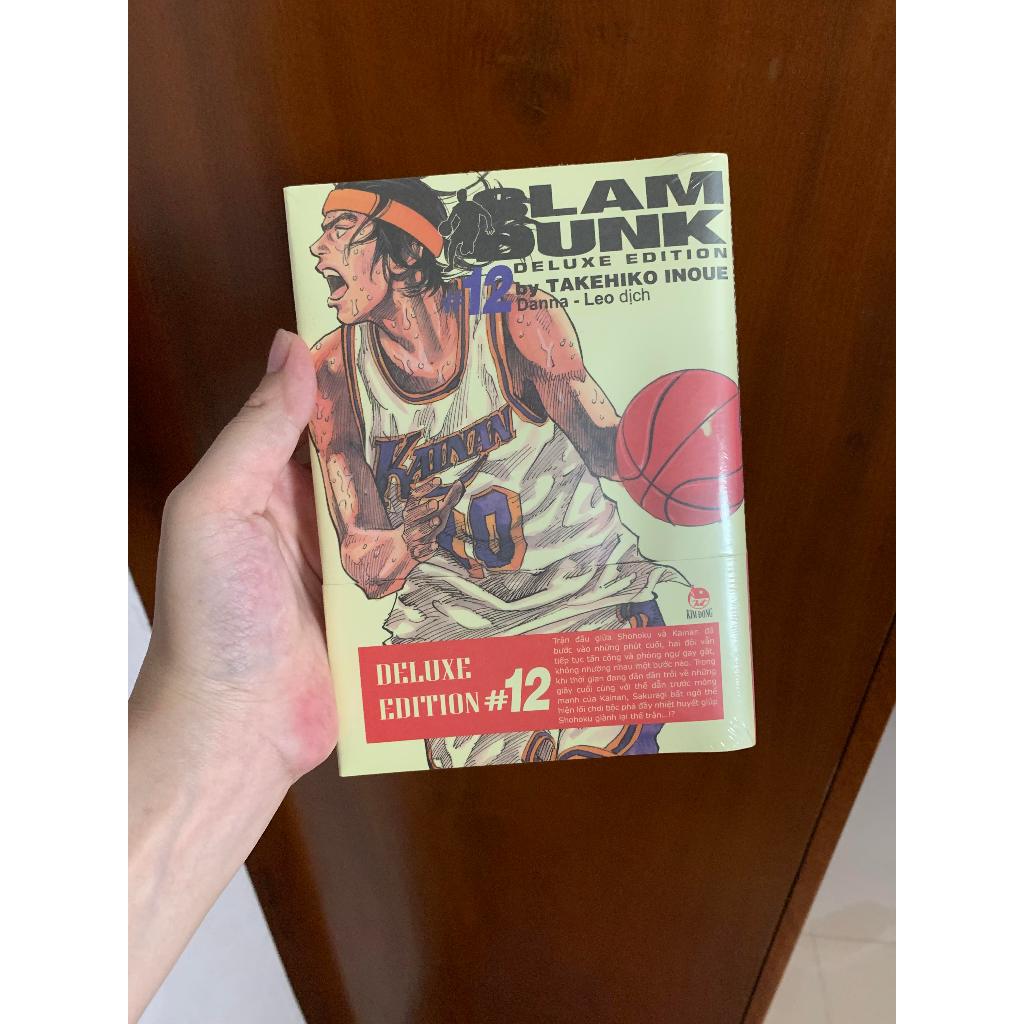 SLAM
DUNK
DELUXE EDITION
#12
by TAKEHIKO INOUE
Danna - Leo dịch
KAINAN
10
KIM ĐỒNG
DELUXE
EDITION #12
Trận đấu giữa Shohoku và Kainan đã
bước vào những phút cuối, hai đội vẫn
tiếp tục tấn công và phòng ngự gay gắt,
không nhường nhau một bước nào. Trong
khi thời gian đang dần dần trôi về những
giây cuối cùng với thế dẫn trước mỏng
manh của Kainan, Sakuragi bất ngờ thể
hiện lối chơi bộc phá đầy nhiệt huyết giúp
Shohoku giành lại thế trận...!?